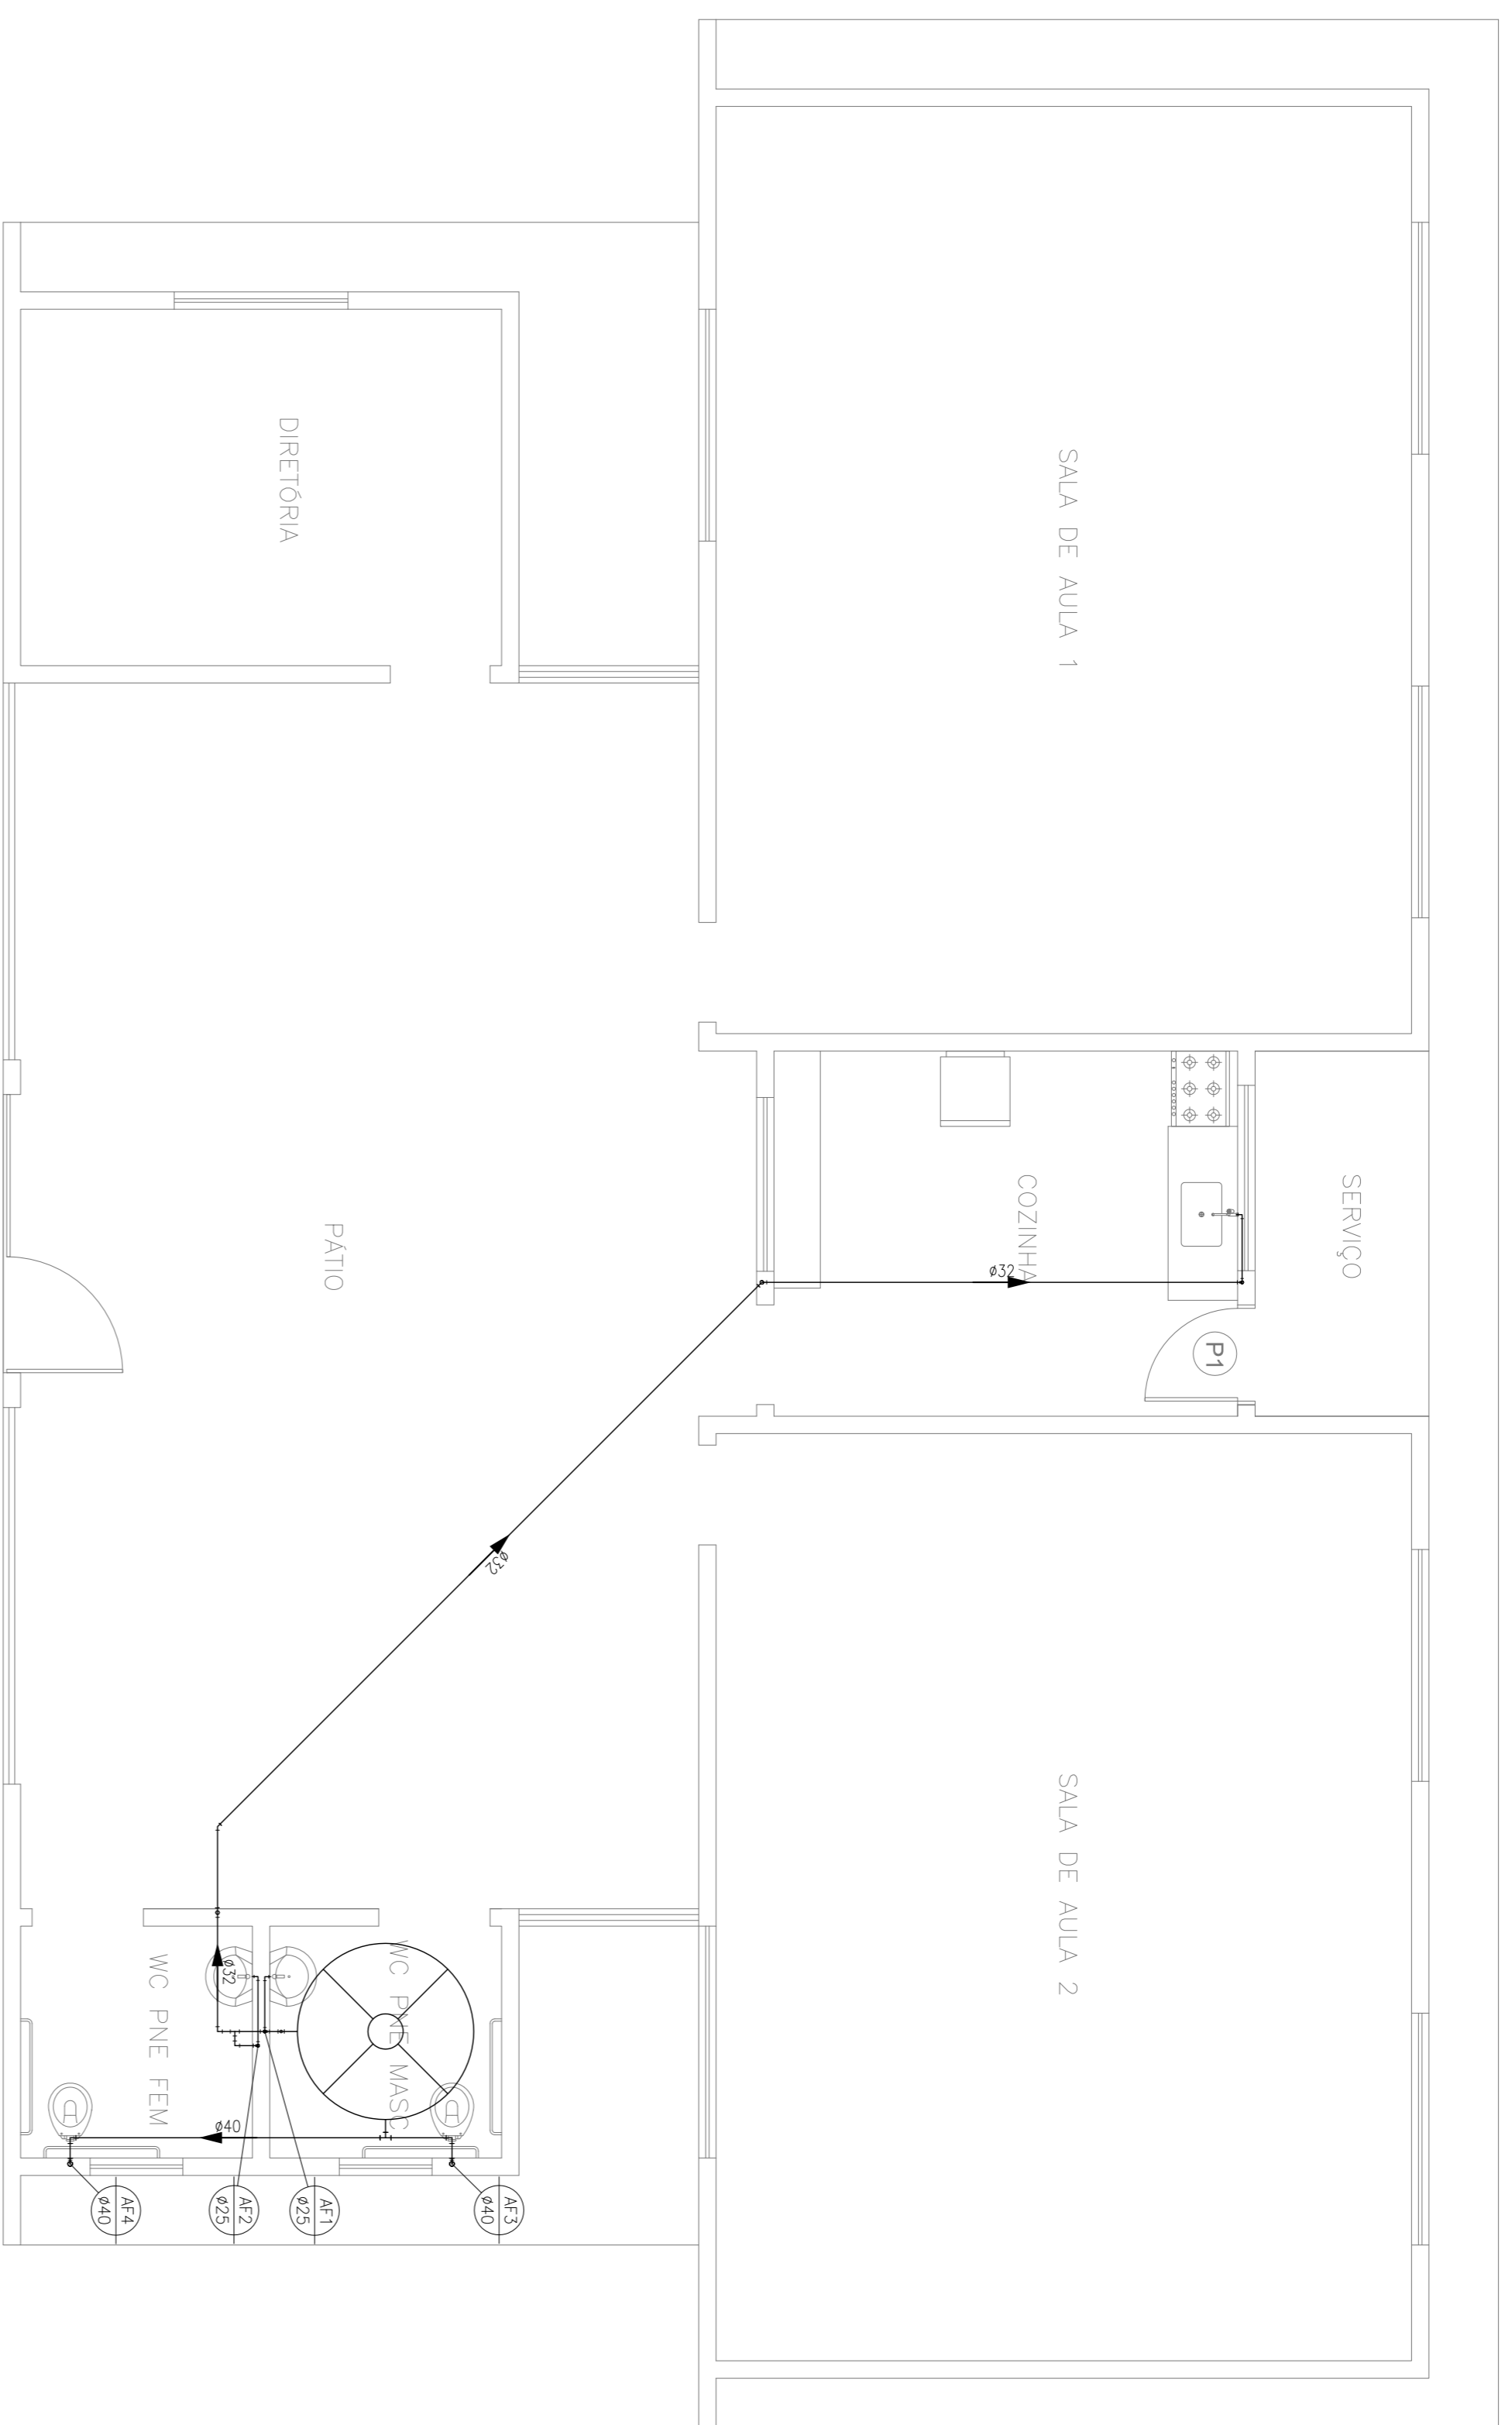 SALA DE AULA 1
DIRETÓRIA
SERVIÇO
COZINHA
ø32
P1
PÁTIO
ø32
SALA DE AULA 2
WC PNE MASC
WC PNE FEM
ø32
ø40
AF3
ø40
AF1
ø25
AF2
ø25
AF4
ø40